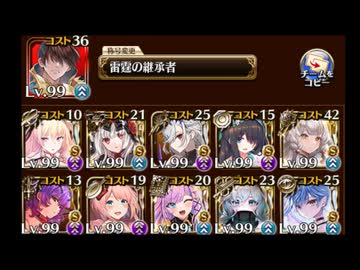 コスト36
称号変更
雷霆の継承者
チームを
コピー
Lv.99
コスト10 コスト21 コスト25 コスト15 コスト42
S S S S S
Lv.99 Lv.99 Lv.99 Lv.99 Lv.99
コスト13 コスト19 コスト20 コスト23 コスト25
S S S S S
Lv.99 Lv.99 Lv.99 Lv.99 Lv.99